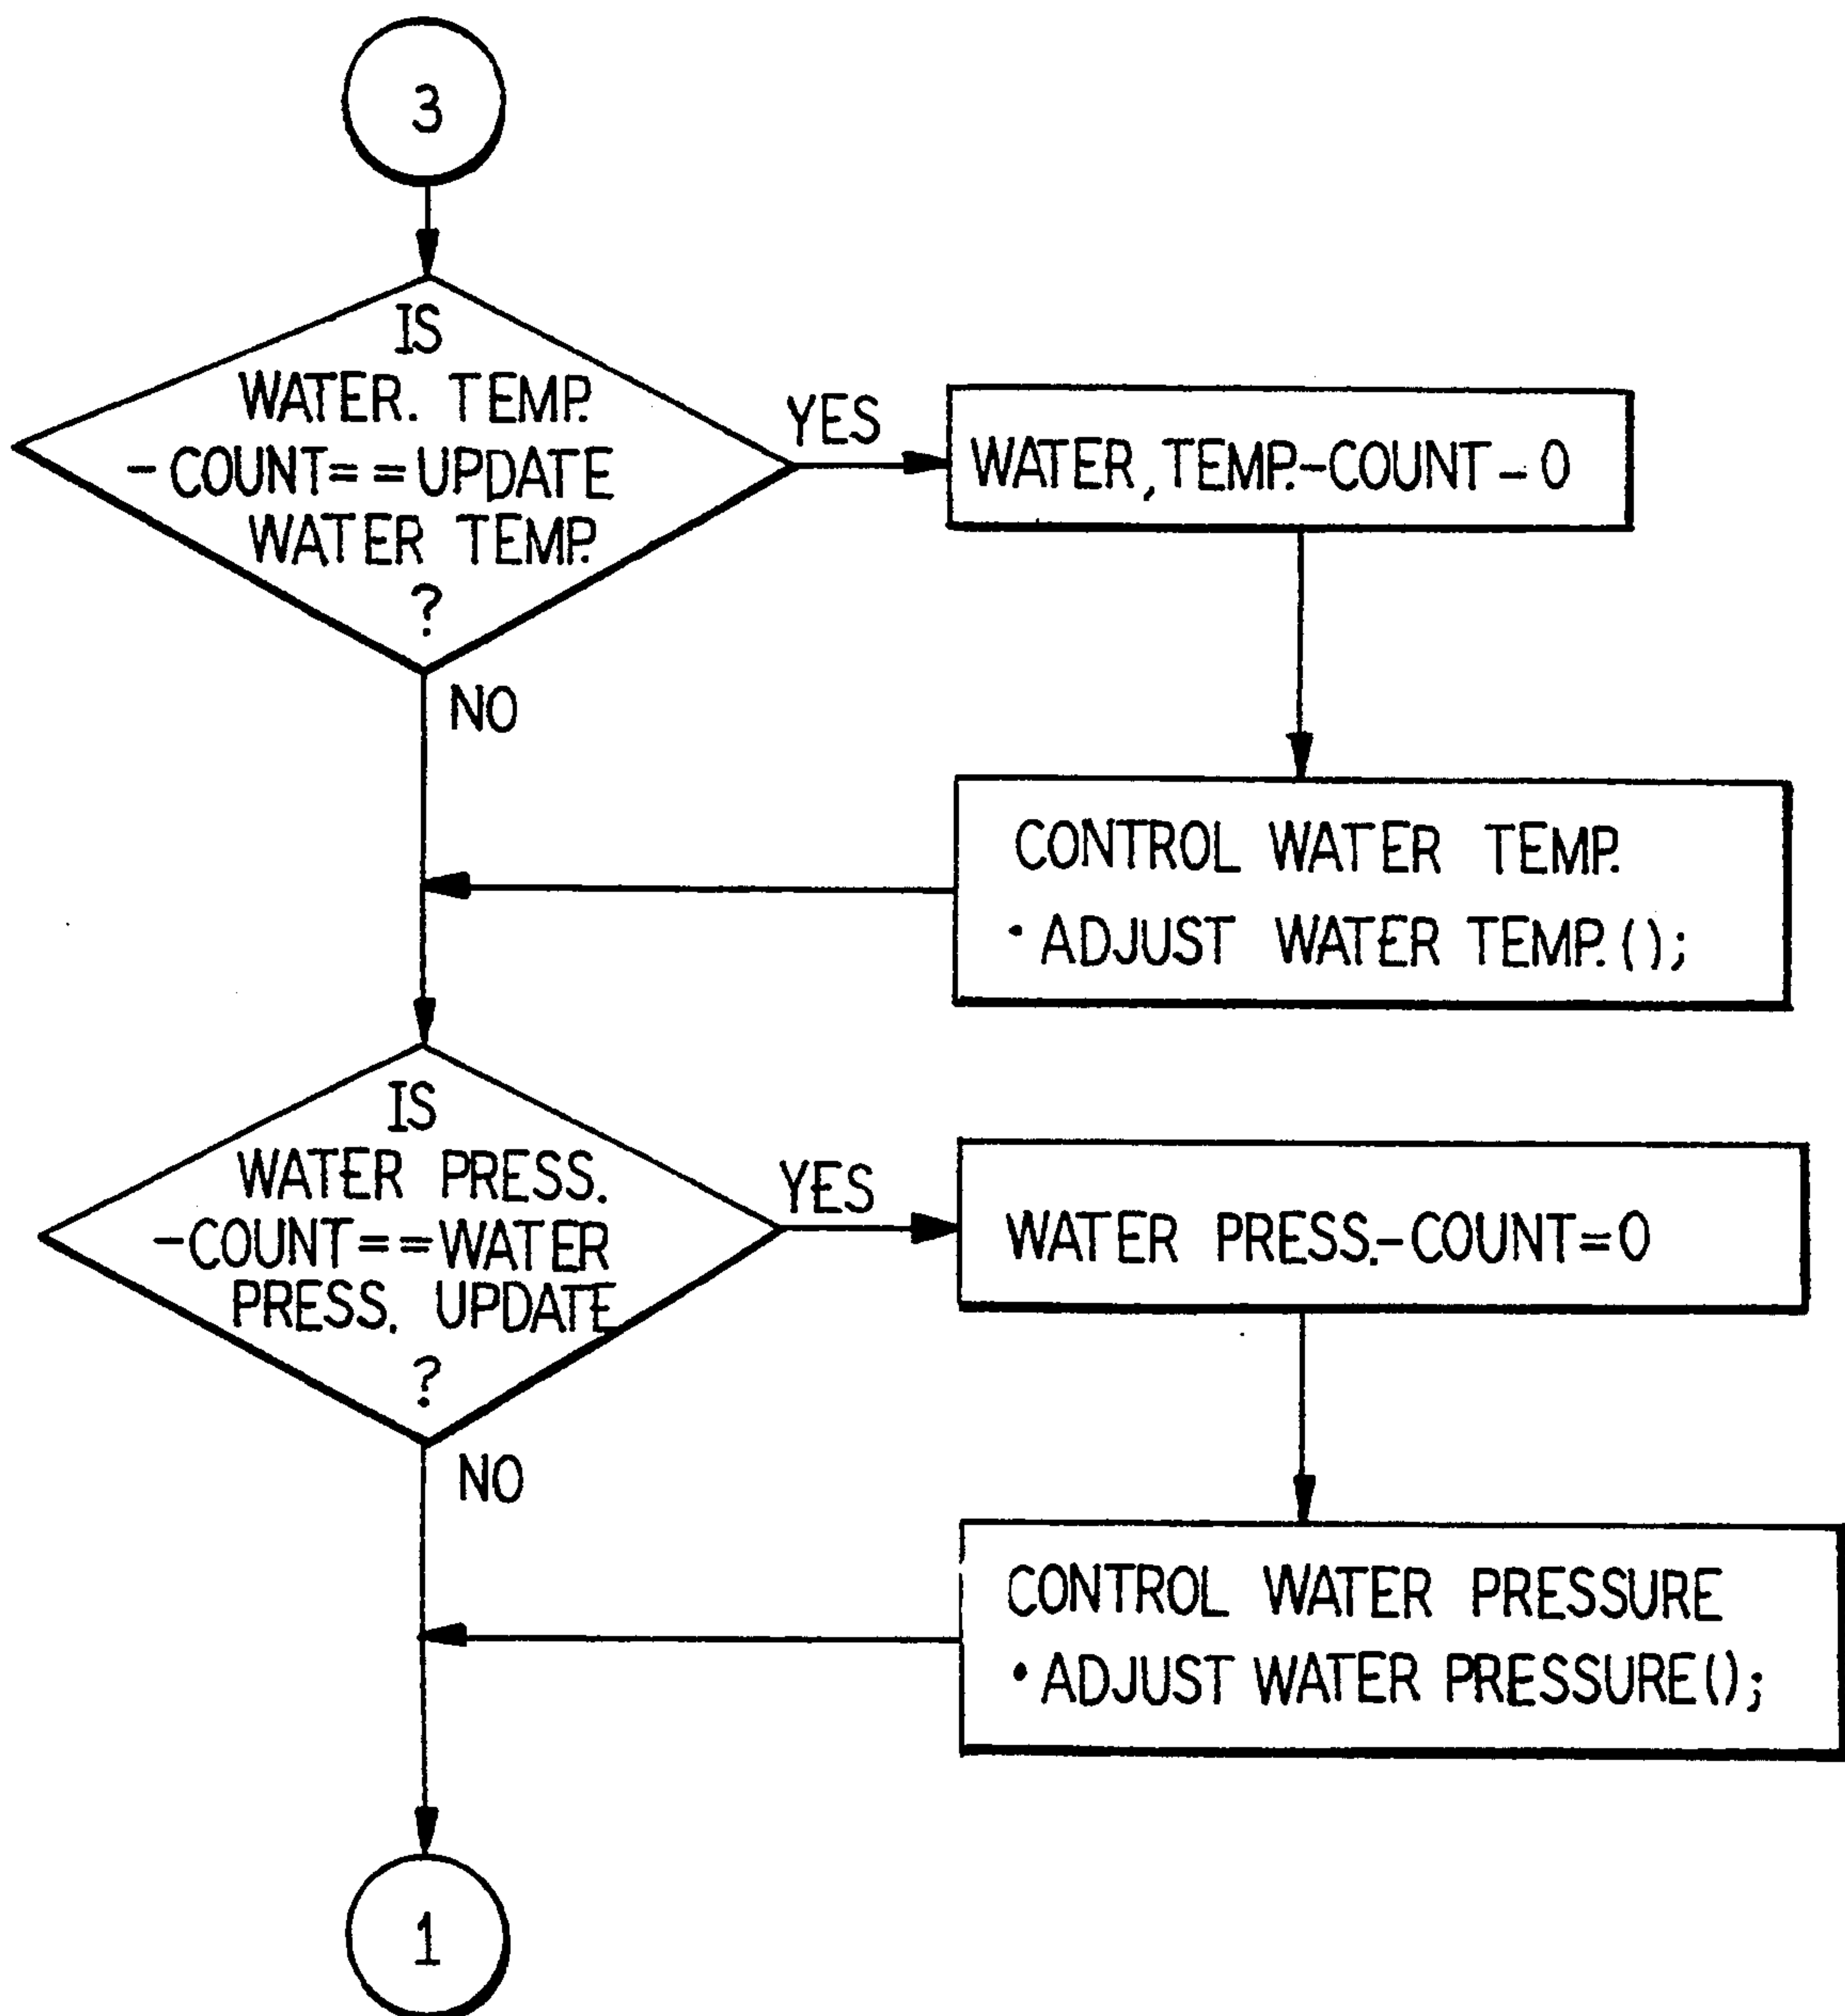 3
IS
WATER. TEMP.
-COUNT==UPDATE
WATER TEMP.
?
YES
WATER, TEMP.-COUNT-0
NO
CONTROL WATER TEMP.
• ADJUST WATER TEMP.();
IS
WATER PRESS.
-COUNT==WATER
PRESS. UPDATE
?
YES
WATER PRESS.-COUNT=0
NO
CONTROL WATER PRESSURE
• ADJUST WATER PRESSURE();
1